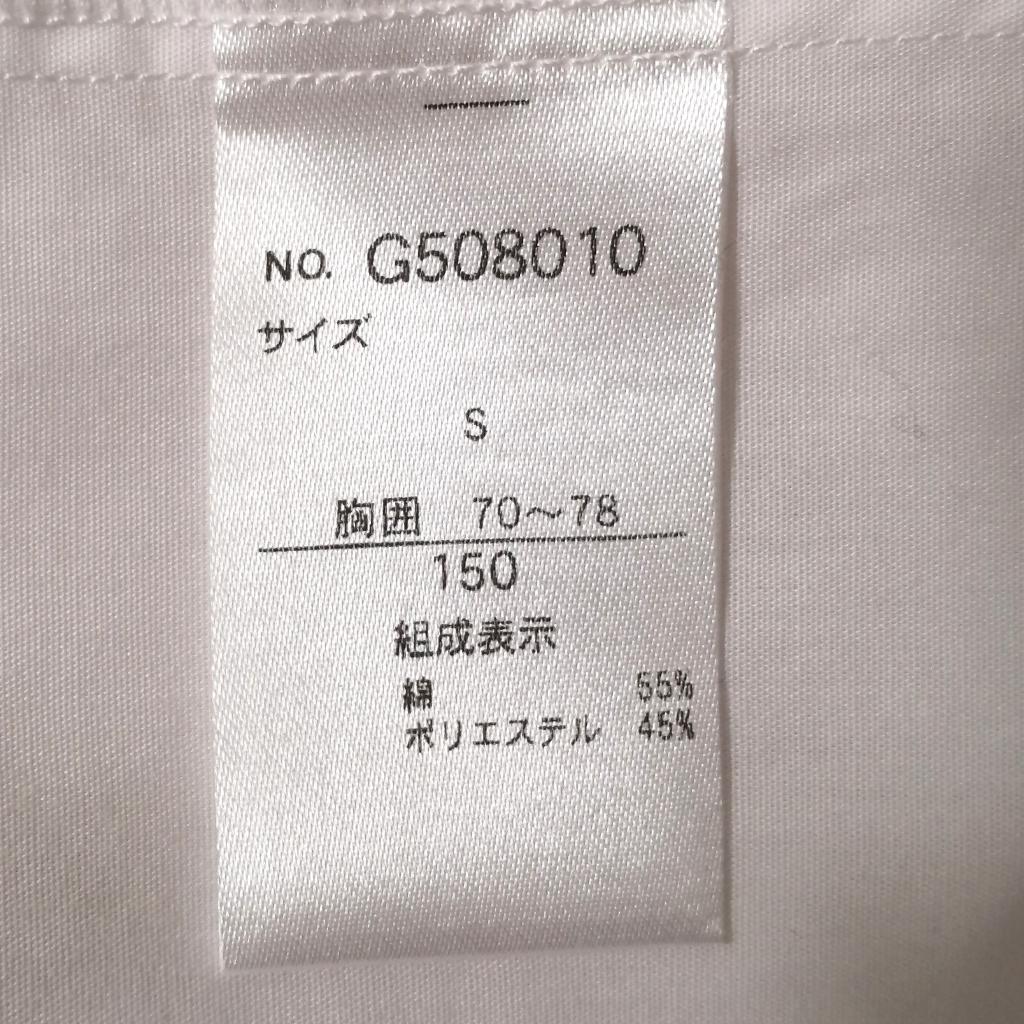 NO. G508010
サイズ
S
胸囲 70～78
150
組成表示
綿 55%
ポリエステル 45%